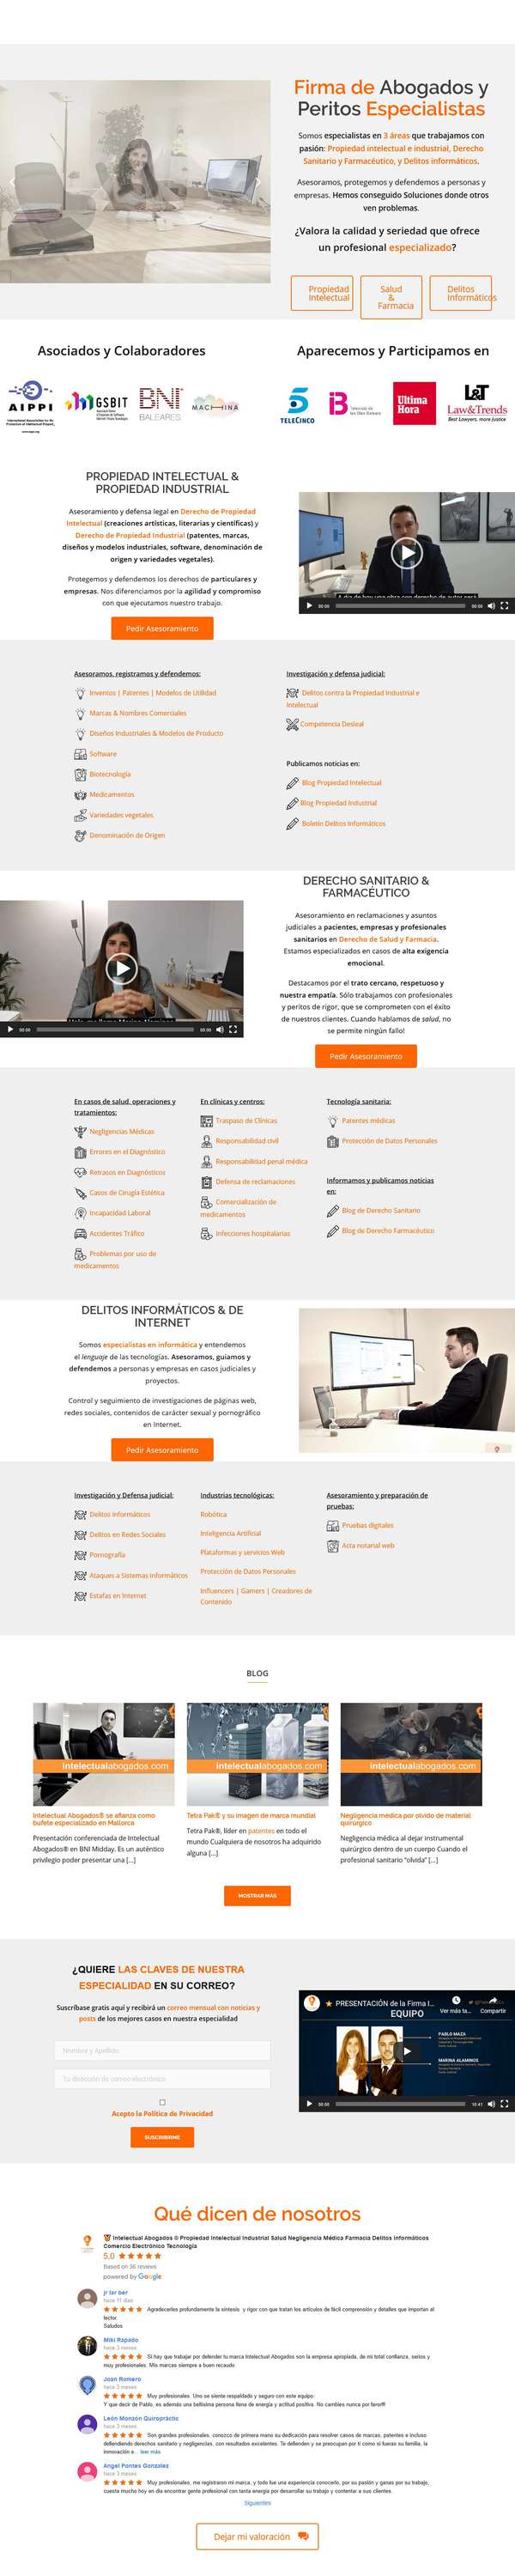 Firma de Abogados y
Peritos Especialistas
Somos especialistas en 3 áreas que trabajamos con
pasión: Propiedad intelectual e industrial, Derecho
Sanitario y Farmacéutico, y Delitos informáticos.
Asesoramos, protegemos y defendemos a personas y
empresas. Hemos conseguido Soluciones donde otros
ven problemas.
¿Valora la calidad y seriedad que ofrece
un profesional especializado?
Propiedad
Intelectual
Salud
&
Farmacia
Delitos
Informáticos
Asociados y Colaboradores
Aparecemos y Participamos en
AIPPI
GSBIT
BNI
BALEARES
MACHINA
5
TELECINCO
Ultima
Hora
L&T
Law&Trends
Best Lawyers, more Justice
PROPIEDAD INTELECTUAL &
PROPIEDAD INDUSTRIAL
Asesoramiento y defensa legal en Derecho de Propiedad
Intelectual (creaciones artísticas, literarias y científicas) y
Derecho de Propiedad Industrial (patentes, marcas,
diseños y modelos industriales, software, denominación de
origen y variedades vegetales).
Protegemos y defendemos los derechos de particulares y
empresas. Nos diferenciamos por la agilidad y compromiso
con que ejecutamos nuestro trabajo.
Pedir Asesoramiento
00:00
00:00
Asesoramos, registramos y defendemos:
Inventos | Patentes | Modelos de Utilidad
Marcas & Nombres Comerciales
Diseños Industriales & Modelos de Producto
Software
Biotecnología
Medicamentos
Variedades vegetales
Denominación de Origen
Investigación y defensa judicial:
Delitos contra la Propiedad Industrial e
Intelectual
Competencia Desleal
Publicamos noticias en:
Blog Propiedad Intelectual
Blog Propiedad Industrial
Boletín Delitos Informáticos
DERECHO SANITARIO &
FARMACÉUTICO
Asesoramiento en reclamaciones y asuntos
judiciales a pacientes, empresas y profesionales
sanitarios en Derecho de Salud y Farmacia.
Estamos especializados en casos de alta exigencia
emocional.
Destacamos por el trato cercano, respetuoso y
nuestra empatía. Sólo trabajamos con profesionales
y peritos de rigor, que se comprometen con el éxito
de nuestros clientes. Cuando hablamos de salud, no
se permite ningún fallo!
Pedir Asesoramiento
00:00
00:00
En casos de salud, operaciones y
tratamientos:
Negligencias Médicas
Errores en el Diagnóstico
Retrasos en Diagnósticos
Casos de Cirugía Estética
Incapacidad Laboral
Accidentes Tráfico
Problemas por uso de
medicamentos
En clínicas y centros:
Traspaso de Clínicas
Responsabilidad civil
Responsabilidad penal médica
Defensa de reclamaciones
Comercialización de
medicamentos
Infecciones hospitalarias
Tecnología sanitaria:
Patentes médicas
Protección de Datos Personales
Informamos y publicamos noticias
en:
Blog de Derecho Sanitario
Blog de Derecho Farmacéutico
DELITOS INFORMÁTICOS & DE
INTERNET
Somos especialistas en informática y entendemos
el lenguaje de las tecnologías. Asesoramos, guiamos y
defendemos a personas y empresas en casos judiciales y
proyectos.
Control y seguimiento de investigaciones de páginas web,
redes sociales, contenidos de carácter sexual y pornográfico
en Internet.
Pedir Asesoramiento
Investigación y Defensa judicial:
Delitos Informáticos
Delitos en Redes Sociales
Pornografía
Ataques a Sistemas Informáticos
Estafas en Internet
Industrias tecnológicas:
Robótica
Inteligencia Artificial
Plataformas y servicios Web
Protección de Datos Personales
Influencers | Gamers | Creadores de
Contenido
Asesoramiento y preparación de
pruebas:
Pruebas digitales
Acta notarial web
BLOG
intelectualabogados.com
intelectualabogados.com
intelectualabogados.com
Intelectual Abogados® se afianza como
bufete especializado en Mallorca
Presentación conferenciada de Intelectual
Abogados® en BNI Midday. Es un auténtico
privilegio poder presentar una [...]
Tetra Pak® y su imagen de marca mundial
Tetra Pak®, líder en patentes en todo el
mundo Cualquiera de nosotros ha adquirido
alguna [...]
Negligencia médica por olvido de material
quirúrgico
Negligencia médica al dejar instrumental
quirúrgico dentro de un cuerpo Cuando el
profesional sanitario "olvida" [...]
MOSTRAR MÁS
¿QUIERE LAS CLAVES DE NUESTRA
ESPECIALIDAD EN SU CORREO?
Suscríbase gratis aquí y recibirá un correo mensual con noticias y
posts de los mejores casos en nuestra especialidad
Nombre y Apellido
Tu dirección de correo electrónico
Acepto la Política de Privacidad
SUSCRIBIRME
★ PRESENTACIÓN de la Firma I...
Ver más ta...
Compartir
EQUIPO
PABLO MAZA
MARINA ALAMINOS
00:00
10:41
Qué dicen de nosotros
Intelectual Abogados ® Propiedad Intelectual Industrial Salud Negligencia Médica Farmacia Delitos Informáticos
Comercio Electrónico Tecnología
5.0
Based on 36 reviews
powered by Google
jr lar ber
hace 11 días
Agradecerles profundamente la síntesis y rigor con que tratan los artículos de fácil comprensión y detalles que importan al
lector.
Saludos
Miki Rapado
hace 3 meses
Si hay que trabajar por defender tu marca Intelectual Abogados son la empresa apropiada, de mi total confianza, serios y
muy profesionales. Mis marcas siempre a buen recaudo.
Joan Romero
hace 3 meses
Muy profesionales. Uno se siente respaldado y seguro con este equipo.
Y que decir de Pablo, es además una bellísima persona llena de energía y actitud positiva. No cambies nunca por favor!!!
León Monzón Quiropráctic
hace 3 meses
Son grandes profesionales, conozco de primera mano su dedicación para resolver casos de marcas, patentes e incluso
defendiendo derechos sanitario y negligencias, con resultados excelentes. Te defienden y se preocupan por ti como si fueras su familia, la
innovación e... leer más
Angel Pontes Gonzalez
hace 3 meses
Muy profesionales, me registraron mi marca, y todo fue una experiencia conocerlo, por su pasión y ganas por su trabajo,
cuesta mucho hoy en día encontrar gente profesional con tanta energía por desarrollar su trabajo y contentar a sus clientes.
Siguientes
Dejar mi valoración